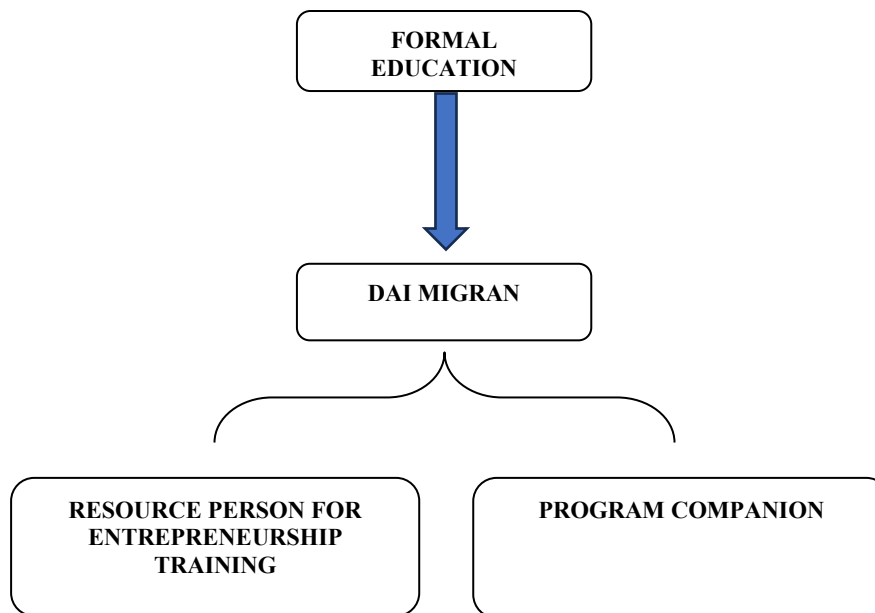 FORMAL
EDUCATION
DAI MIGRAN
RESOURCE PERSON FOR
ENTREPRENEURSHIP
TRAINING
PROGRAM COMPANION